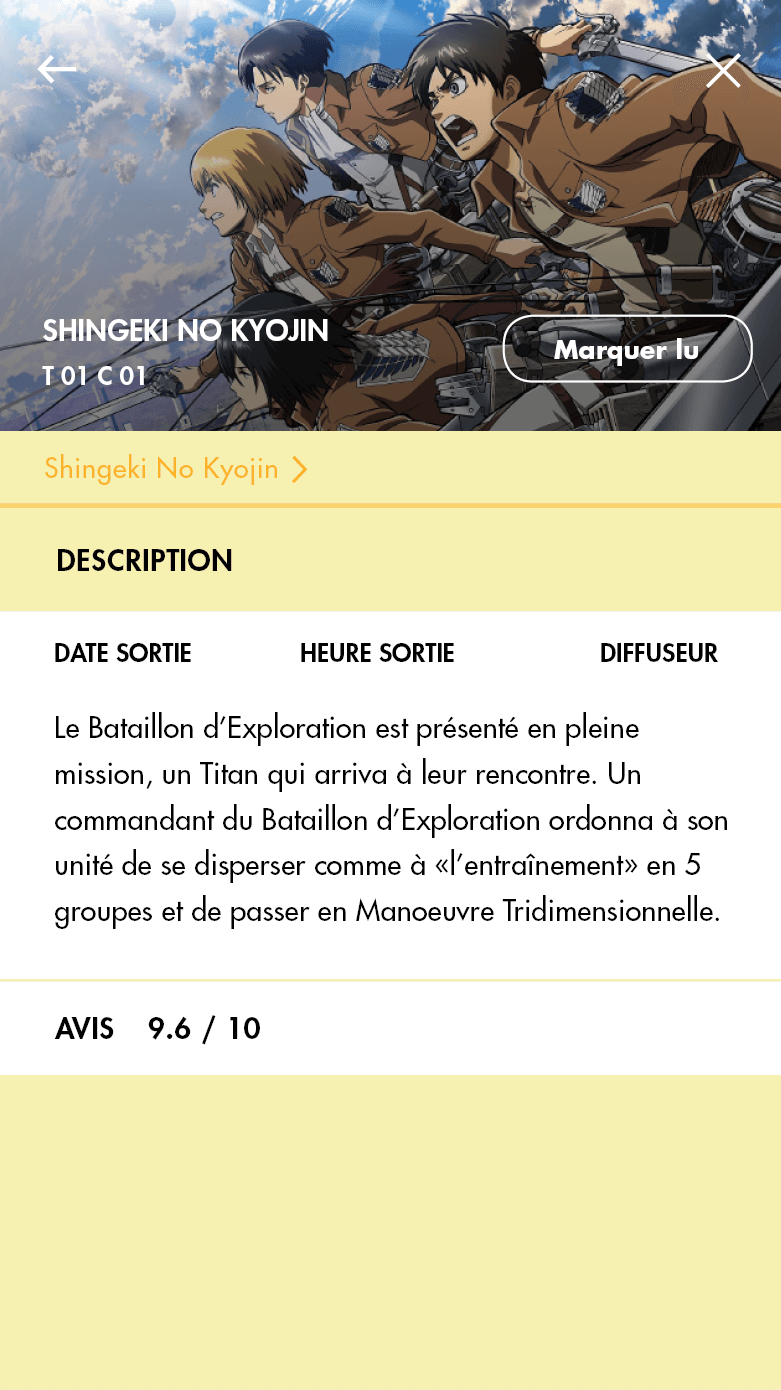 SHINGEKI NO KYOJIN
T 01 C 01
Marquer lu
Shingeki No Kyojin
DESCRIPTION
DATE SORTIE HEURE SORTIE DIFFUSEUR
Le Bataillon d’Exploration est présenté en pleine
mission, un Titan qui arriva à leur rencontre. Un
commandant du Bataillon d’Exploration ordonna à son
unité de se disperser comme à «l’entraînement» en 5
groupes et de passer en Manoeuvre Tridimensionnelle.
AVIS 9.6 / 10